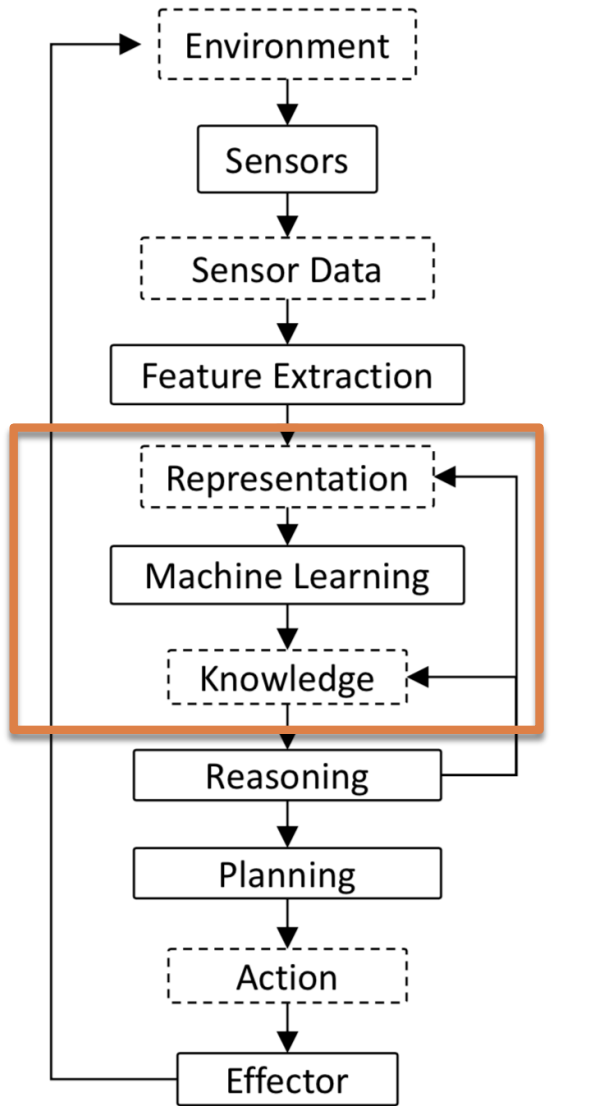 Environment
Sensors
Sensor Data
Feature Extraction
Representation
Machine Learning
Knowledge
Reasoning
Planning
Action
Effector